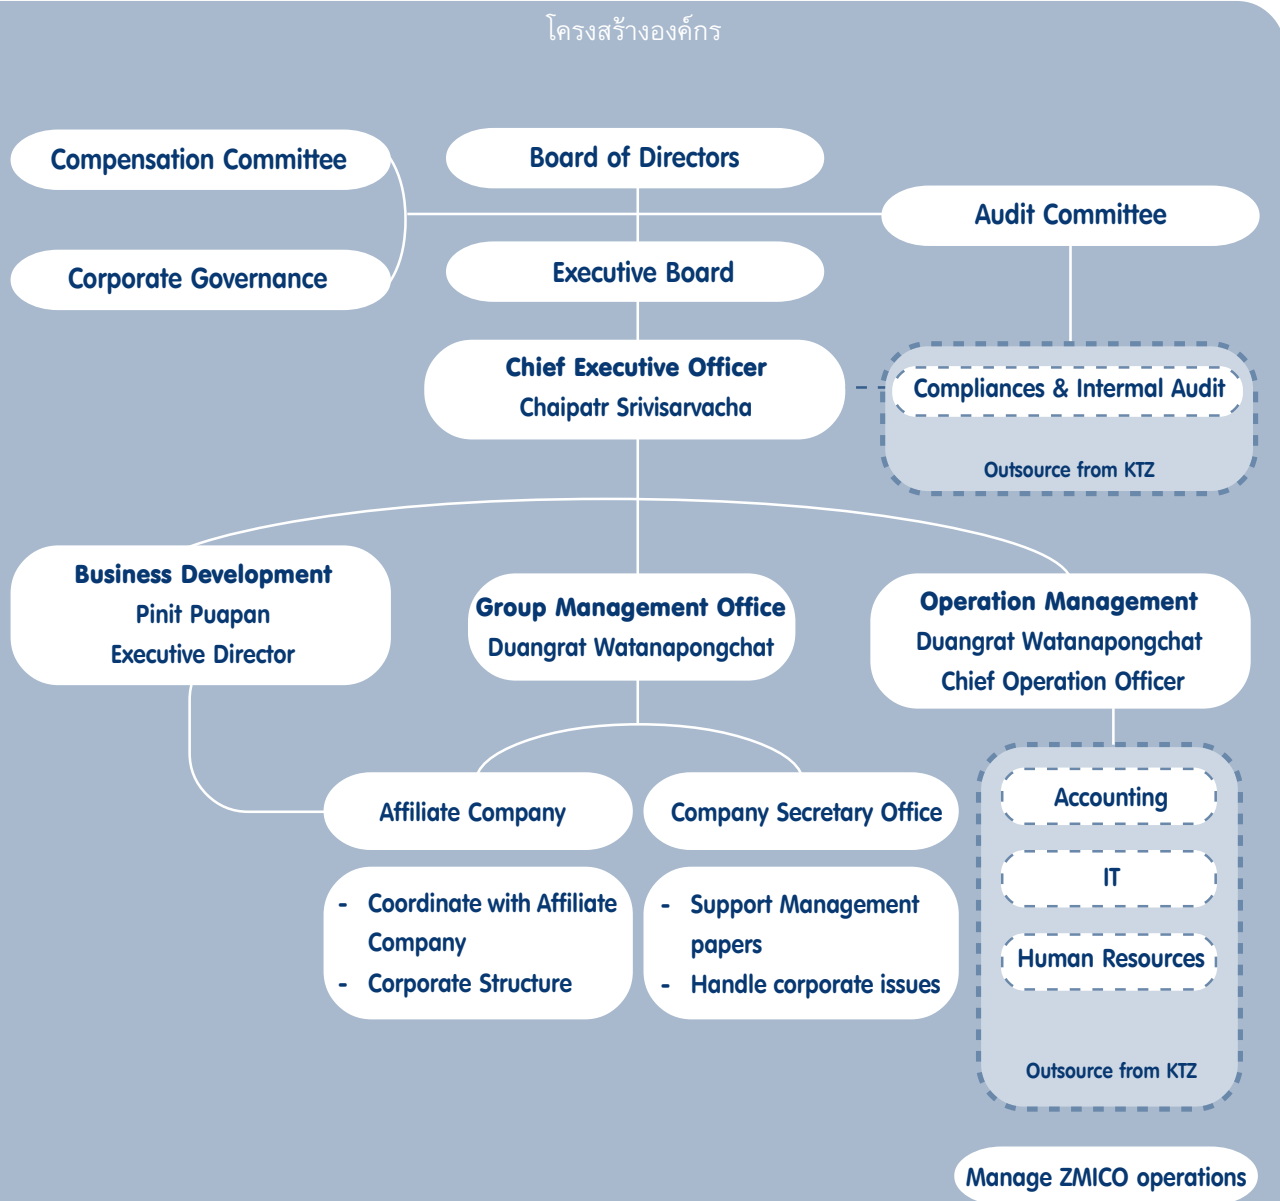 โครงสร้างองค์กร
Compensation Committee
Board of Directors
Audit Committee
Corporate Governance
Executive Board
Chief Executive Officer
Chaipatr Srivisarvacha
Compliances & Intermal Audit
Outsource from KTZ
Business Development
Pinit Puapan
Executive Director
Group Management Office
Duangrat Watanapongchat
Operation Management
Duangrat Watanapongchat
Chief Operation Officer
Affiliate Company
- Coordinate with Affiliate
Company
- Corporate Structure
Company Secretary Office
- Support Management
papers
- Handle corporate issues
Accounting
IT
Human Resources
Outsource from KTZ
Manage ZMICO operations